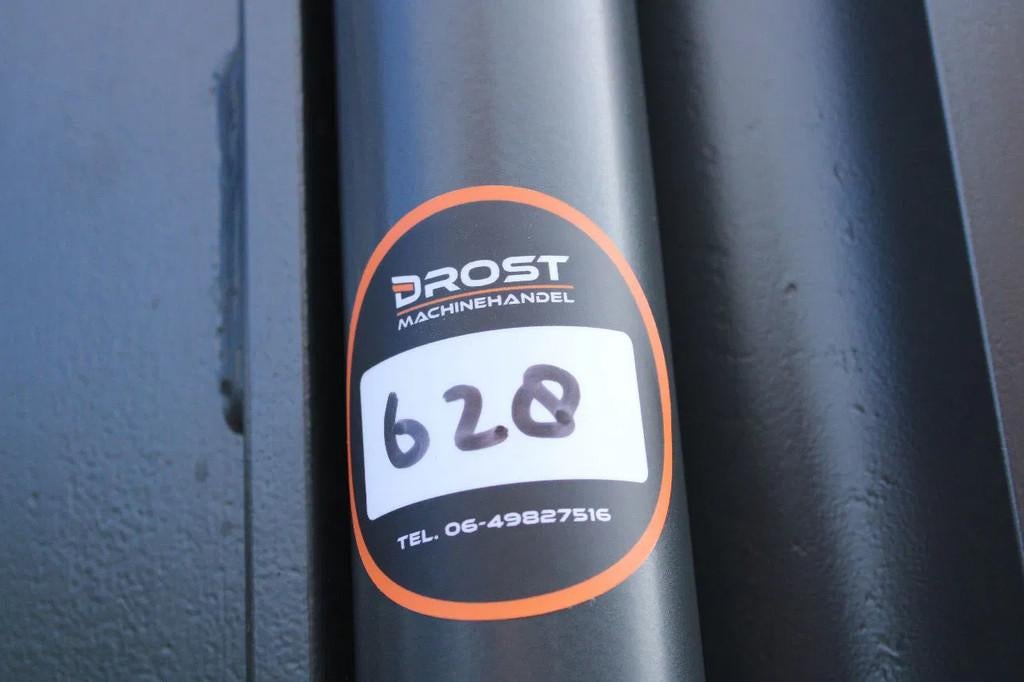 DROST
MACHINEHANDEL
620
TEL. 06-49827516